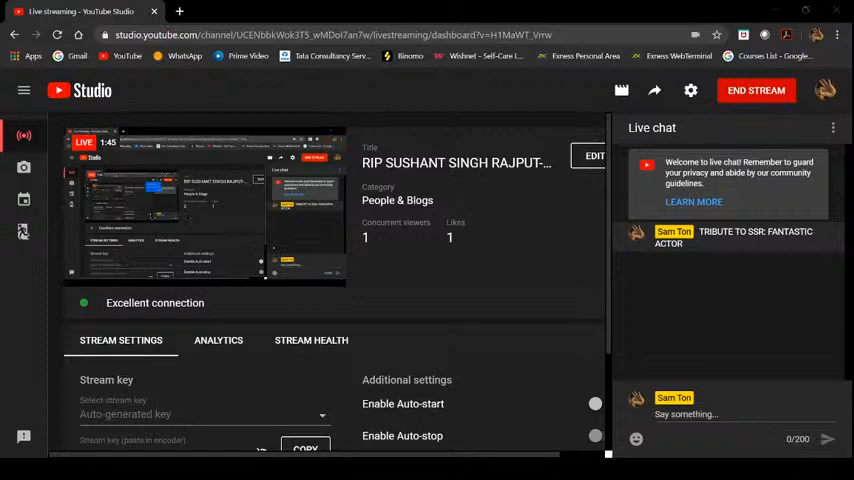 Live streaming - YouTube Studio
studio.youtube.com/channel/UCENbbkWok3T5_wMDoI7an7w/livestreaming/dashboard?v=H1MaWT_Vrrw
Apps
Gmail
YouTube
WhatsApp
Prime Video
Tata Consultancy Serv...
Binomo
Wishnet - Self-Care I...
Exness Personal Area
Exness WebTerminal
Courses List - Google...
Studio
END STREAM
LIVE 1:45
Title
RIP SUSHANT SINGH RAJPUT-...
EDIT
Category
People & Blogs
Concurrent viewers
Likes
1
1
Excellent connection
STREAM SETTINGS
ANALYTICS
STREAM HEALTH
Stream key
Select stream key
Auto-generated key
Stream key (paste in encoder)
COPY
Additional settings
Enable Auto-start
Enable Auto-stop
Live chat
Welcome to live chat! Remember to guard
your privacy and abide by our community
guidelines.
LEARN MORE
Sam Ton TRIBUTE TO SSR: FANTASTIC
ACTOR
Sam Ton
Say something...
0/200